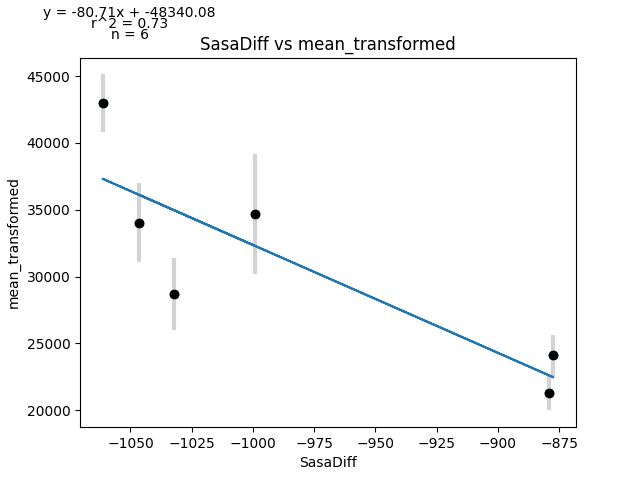 y = -80.71x + -48340.08
r^2 = 0.73
n = 6
SasaDiff vs mean_transformed
45000
40000
35000
30000
25000
20000
mean_transformed
−1050 −1025 −1000 −975 −950 −925 −900 −875
SasaDiff